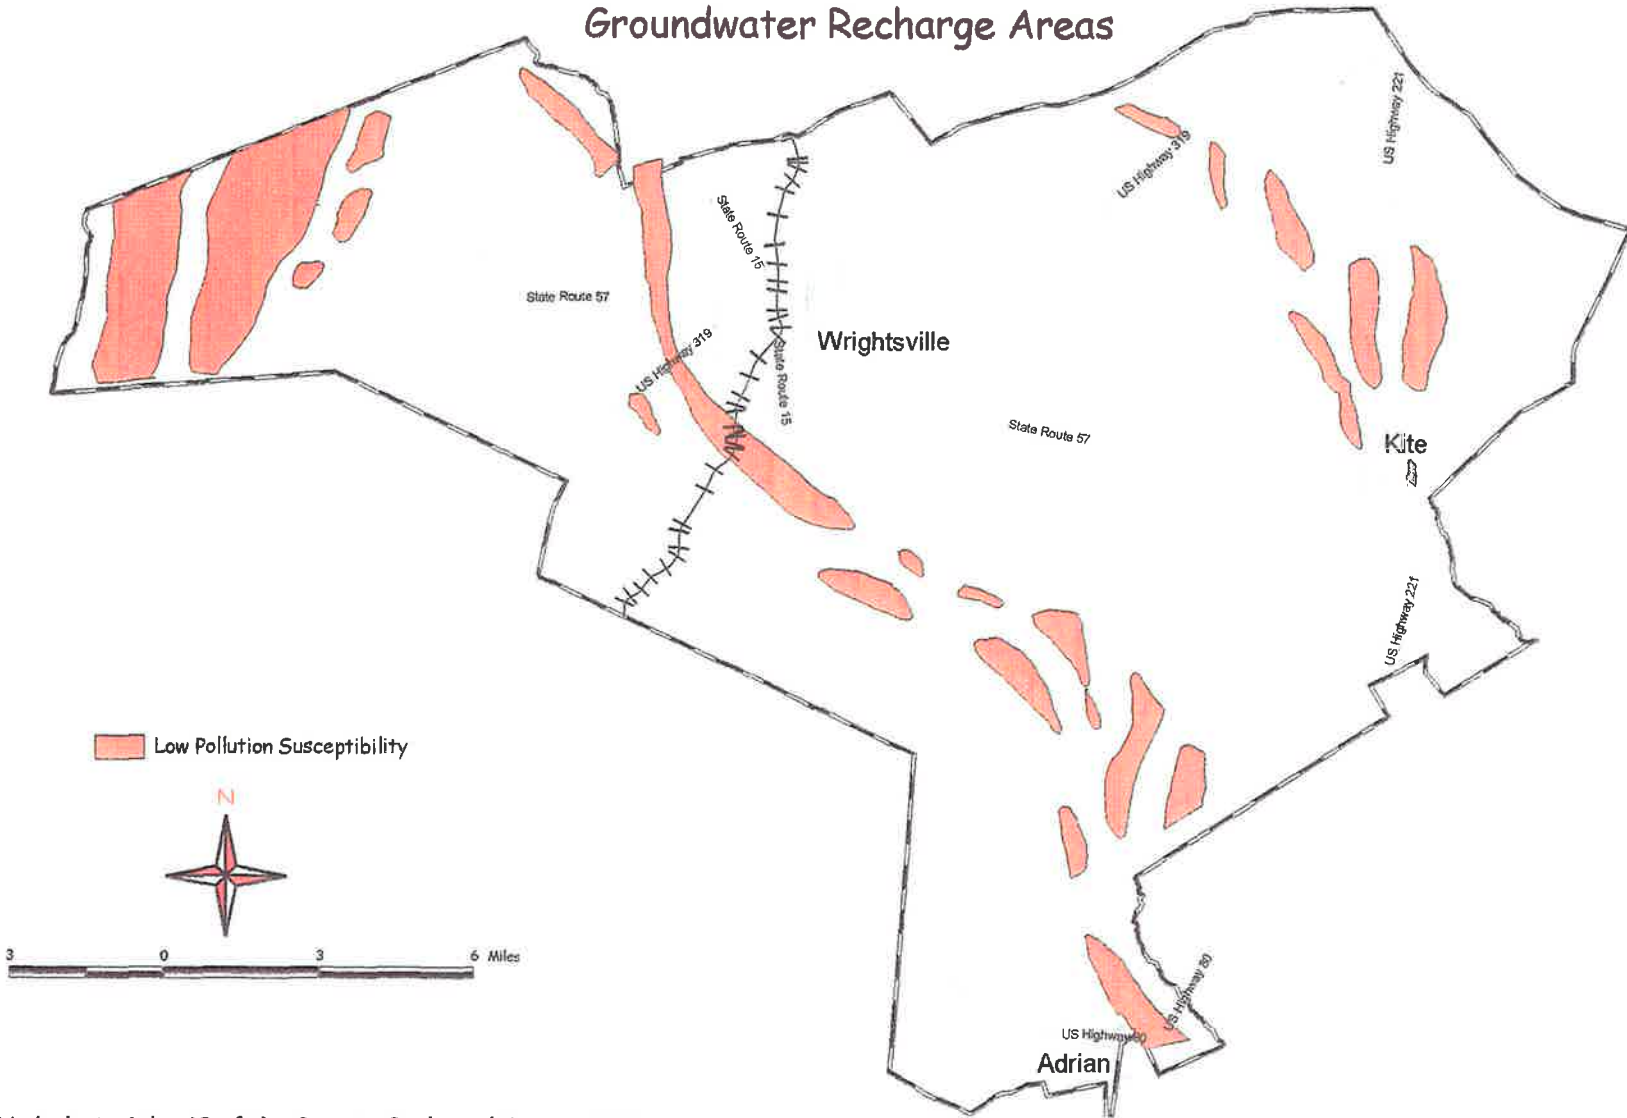 Groundwater Recharge Areas
US Highway 221
US Highway 319
State Route 15
State Route 57
US Highway 319
Wrightsville
State Route 15
State Route 57
Kite
US Highway 221
Low Pollution Susceptibility
N
3 0 3 6 Miles
US Highway 80
US Highway 80
Adrian